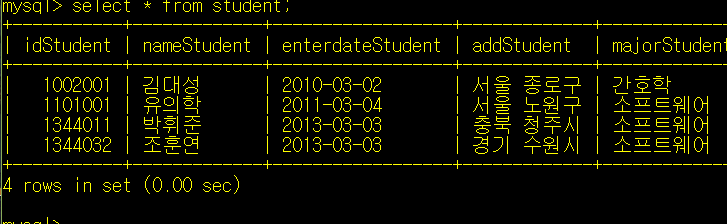 mysql> select * from student;
| idStudent | nameStudent | enterdateStudent | addStudent | majorStudent
| 1002001 | 김대성 | 2010-03-02 | 서울 종로구 | 간호학
| 1101001 | 유의학 | 2011-03-04 | 서울 노원구 | 소프트웨어
| 1344011 | 박휘준 | 2013-03-03 | 충북 청주시 | 소프트웨어
| 1344032 | 조훈연 | 2013-03-03 | 경기 수원시 | 소프트웨어
4 rows in set (0.00 sec)
mysql>